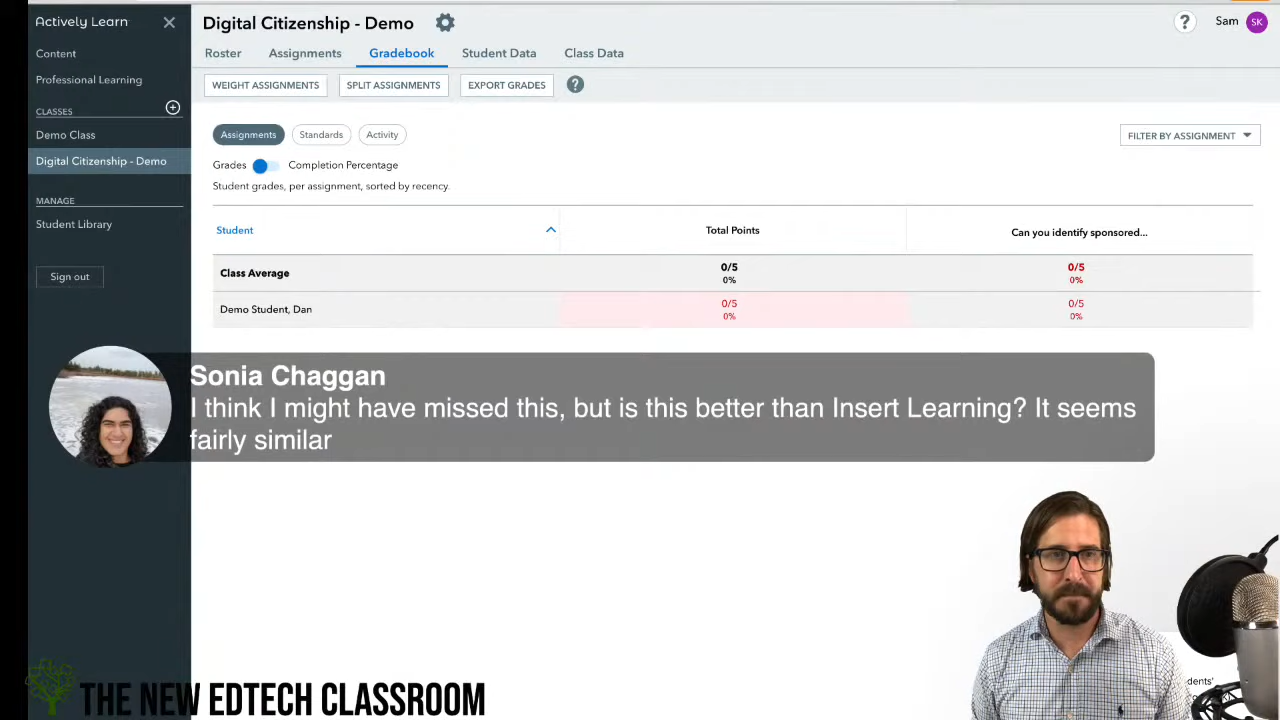 Actively Learn
Digital Citizenship - Demo
? Sam SK
Content
Roster Assignments Gradebook Student Data Class Data
Professional Learning
WEIGHT ASSIGNMENTS SPLIT ASSIGNMENTS EXPORT GRADES ?
CLASSES
Demo Class
Digital Citizenship - Demo
MANAGE
Student Library
Sign out
Assignments Standards Activity
FILTER BY ASSIGNMENT
Grades Completion Percentage
Student grades, per assignment, sorted by recency.
Student Total Points Can you identify sponsored...
Class Average 0/5 0/5
0% 0%
Demo Student, Dan 0/5 0/5
0% 0%
Sonia Chaggan
I think I might have missed this, but is this better than Insert Learning? It seems
fairly similar
dents'
THE NEW EDTECH CLASSROOM